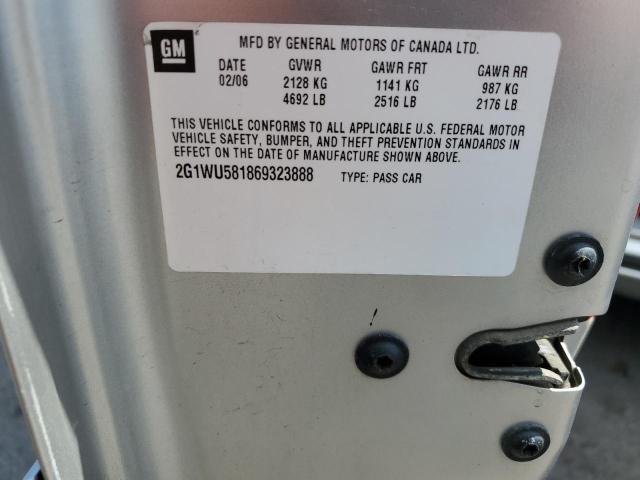 GM MFD BY GENERAL MOTORS OF CANADA LTD.
DATE GVWR GAWR FRT GAWR RR
02/06 2128 KG 1141 KG 987 KG
4692 LB 2516 LB 2176 LB
THIS VEHICLE CONFORMS TO ALL APPLICABLE U.S. FEDERAL MOTOR
VEHICLE SAFETY, BUMPER, AND THEFT PREVENTION STANDARDS IN
EFFECT ON THE DATE OF MANUFACTURE SHOWN ABOVE.
2G1WU581869323888 TYPE: PASS CAR